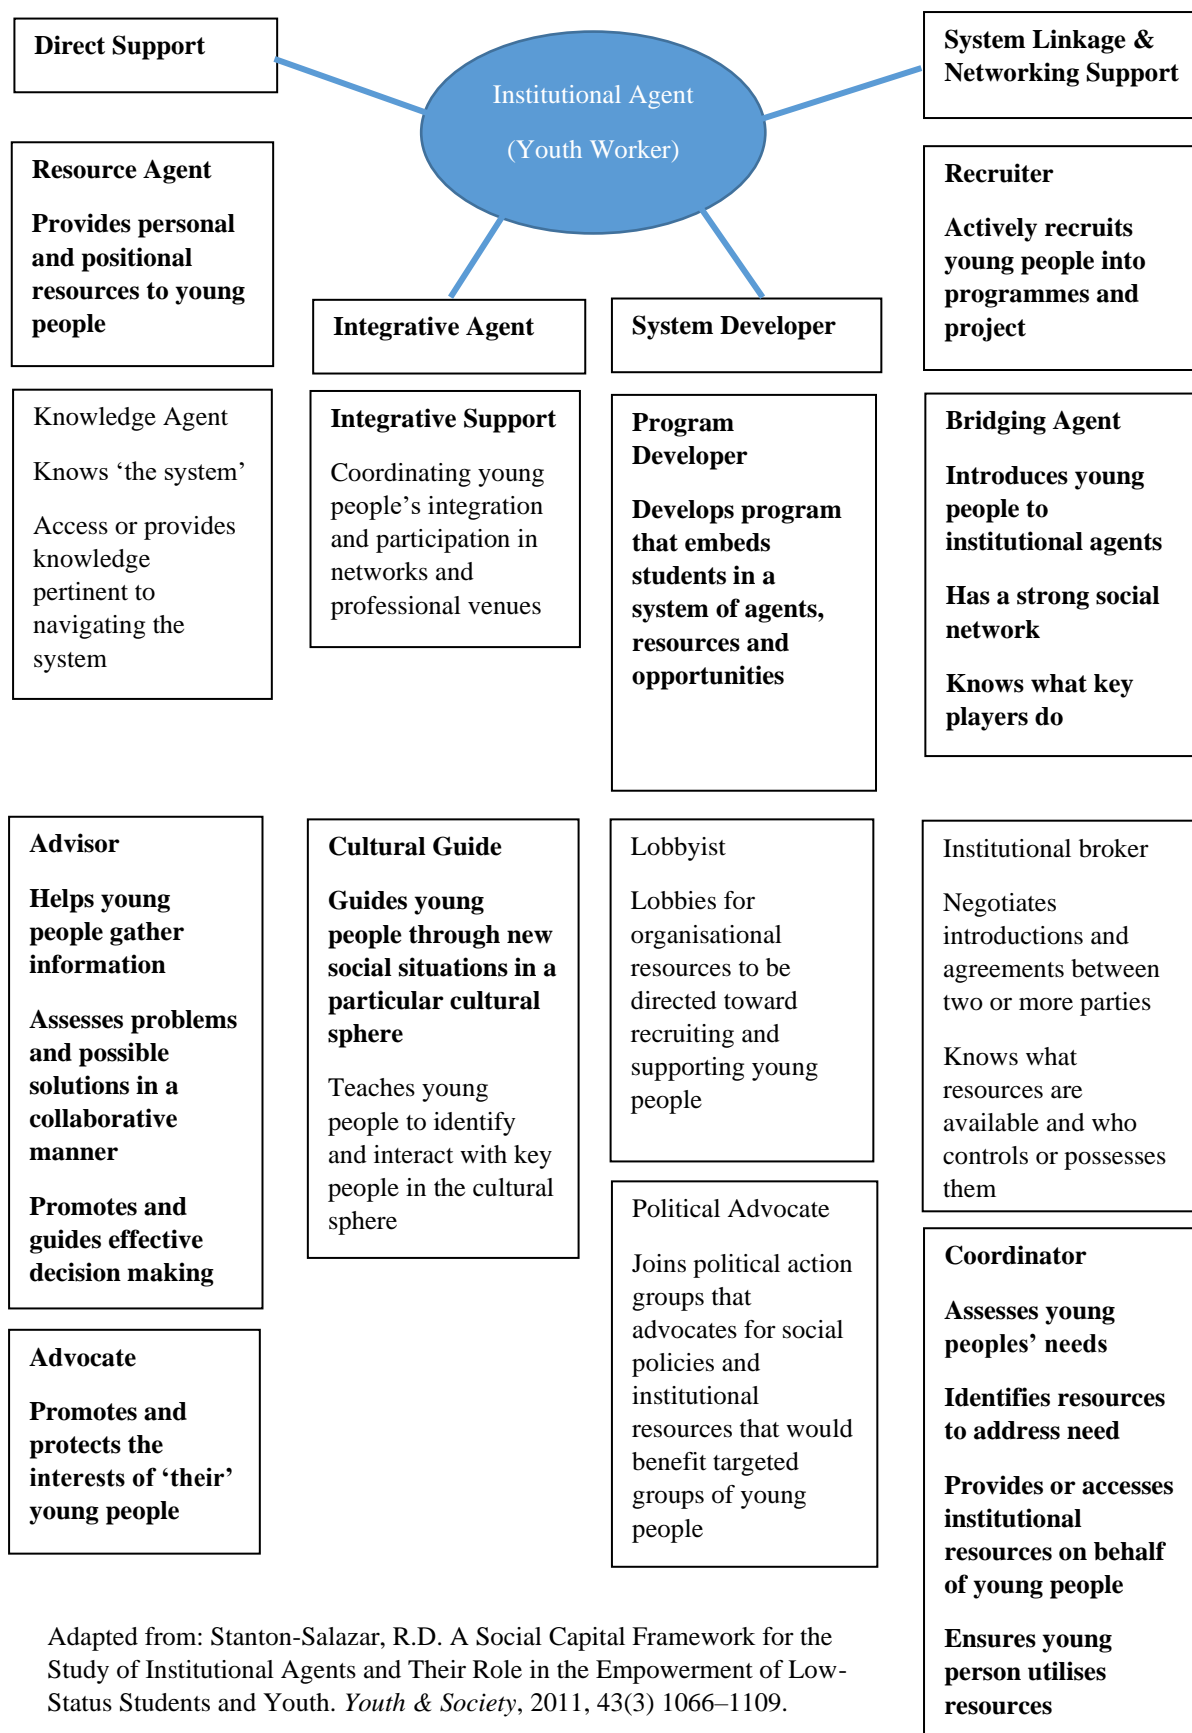 Direct Support
Institutional Agent
(Youth Worker)
System Linkage &
Networking Support
Resource Agent
Provides personal
and positional
resources to young
people
Recruiter
Actively recruits
young people into
programmes and
project
Integrative Agent
System Developer
Knowledge Agent
Knows ‘the system’
Access or provides
knowledge
pertinent to
navigating the
system
Integrative Support
Coordinating young
people’s integration
and participation in
networks and
professional venues
Program
Developer
Develops program
that embeds
students in a
system of agents,
resources and
opportunities
Bridging Agent
Introduces young
people to
institutional agents
Has a strong social
network
Knows what key
players do
Advisor
Helps young
people gather
information
Assesses problems
and possible
solutions in a
collaborative
manner
Promotes and
guides effective
decision making
Cultural Guide
Guides young
people through new
social situations in a
particular cultural
sphere
Teaches young
people to identify
and interact with key
people in the cultural
sphere
Lobbyist
Lobbies for
organisational
resources to be
directed toward
recruiting and
supporting young
people
Institutional broker
Negotiates
introductions and
agreements between
two or more parties
Knows what
resources are
available and who
controls or possesses
them
Advocate
Promotes and
protects the
interests of ‘their’
young people
Political Advocate
Joins political action
groups that
advocates for social
policies and
institutional
resources that would
benefit targeted
groups of young
people
Coordinator
Assesses young
peoples’ needs
Identifies resources
to address need
Provides or accesses
institutional
resources on behalf
of young people
Ensures young
person utilises
resources
Adapted from: Stanton-Salazar, R.D. A Social Capital Framework for the
Study of Institutional Agents and Their Role in the Empowerment of Low-
Status Students and Youth. Youth & Society, 2011, 43(3) 1066–1109.